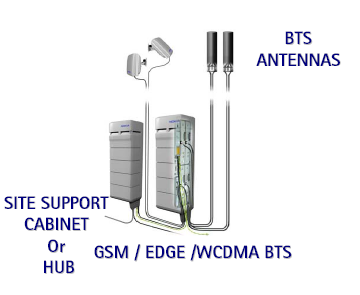 BTS
ANTENNAS
SITE SUPPORT
CABINET
Or
HUB
GSM / EDGE /WCDMA BTS